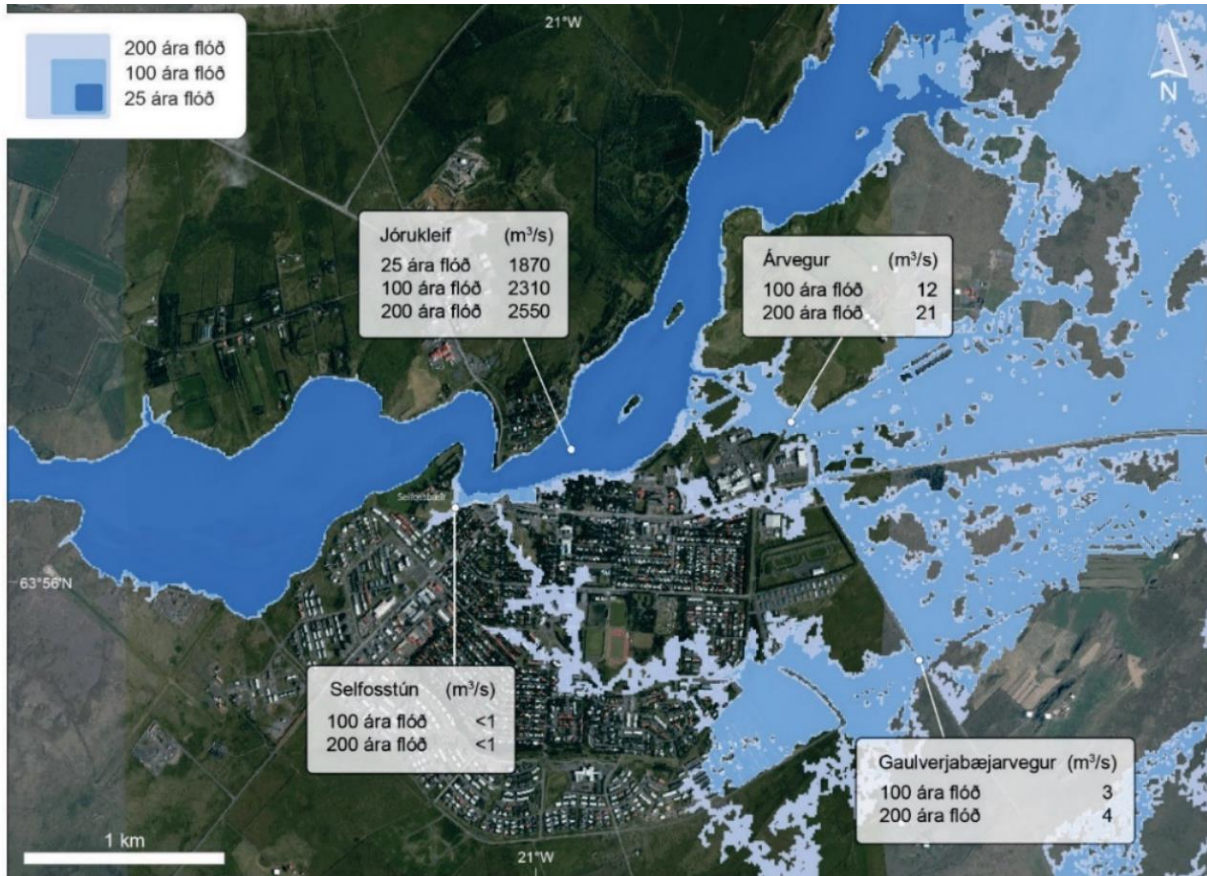 21°W
200 ára flóð
100 ára flóð
25 ára flóð
N
Jórukleif (m³/s)
25 ára flóð 1870
100 ára flóð 2310
200 ára flóð 2550
Árvegur (m³/s)
100 ára flóð 12
200 ára flóð 21
Selfossbær
63°56'N
Selfosstún (m³/s)
100 ára flóð <1
200 ára flóð <1
Gaulverjabæjarvegur (m³/s)
100 ára flóð 3
200 ára flóð 4
1 km
21°W